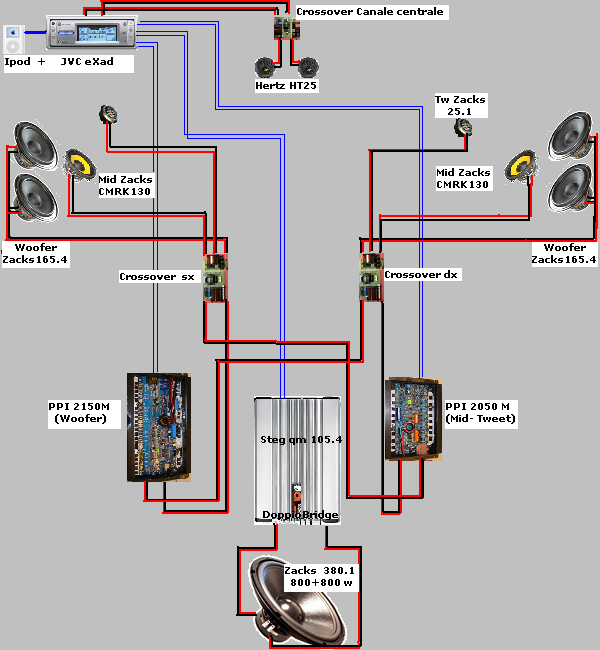 Crossover Canale centrale
Ipod + JVC eXad
Hertz HT25
Tw Zacks
25.1
Mid Zacks
CMRK130
Mid Zacks
CMRK130
Woofer
Zacks165.4
Woofer
Zacks165.4
Crossover sx
Crossover dx
PPI 2150M
(Woofer)
PPI 2050 M
(Mid- Tweet)
Steg qm 105.4
DoppioBridge
Zacks 380.1
800+800 w